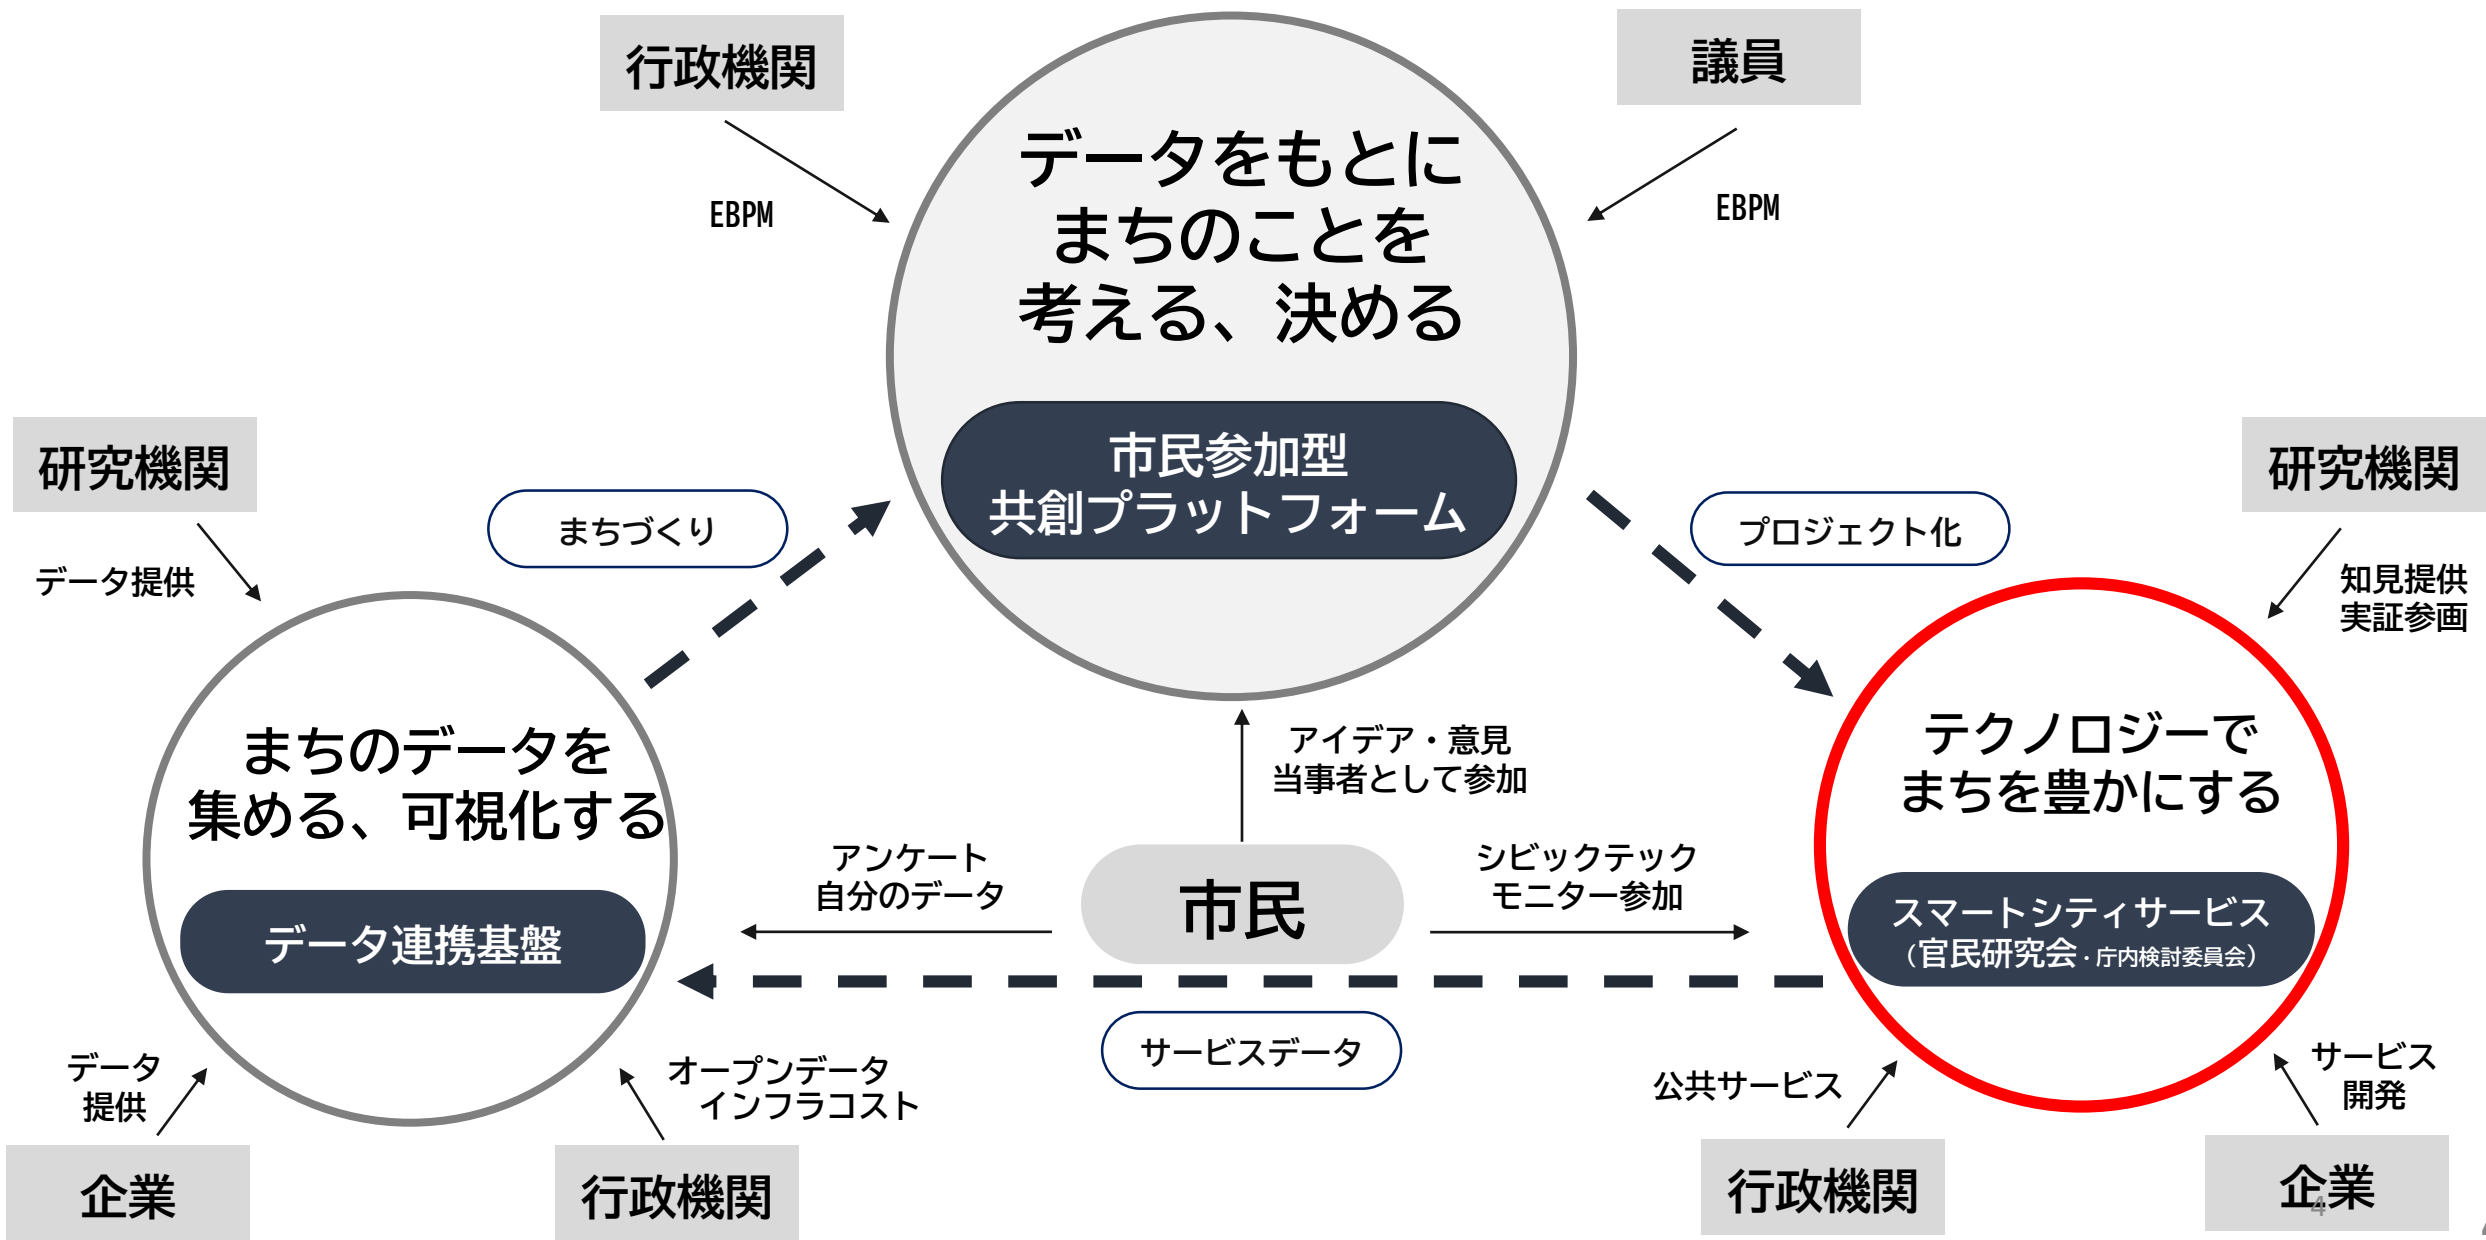 行政機関
議員
EBPM
EBPM
データをもとに
まちのことを
考える、決める
市民参加型
共創プラットフォーム
研究機関
データ提供
まちづくり
プロジェクト化
研究機関
知見提供
実証参画
まちのデータを
集める、可視化する
データ連携基盤
アイデア・意見
当事者として参加
アンケート
自分のデータ
市民
シビックテック
モニター参加
テクノロジーで
まちを豊かにする
スマートシティサービス
（官民研究会・庁内検討委員会）
サービスデータ
データ
提供
企業
オープンデータ
インフラコスト
行政機関
公共サービス
行政機関
サービス
開発
企業
4